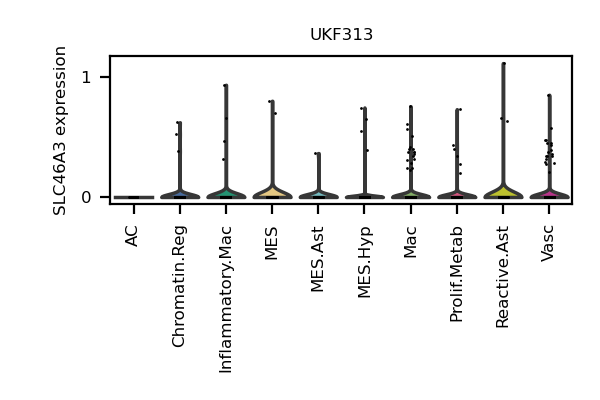 UKF313
SLC46A3 expression
1
0
AC
Chromatin.Reg
Inflammatory.Mac
MES
MES.Ast
MES.Hyp
Mac
Prolif.Metab
Reactive.Ast
Vasc